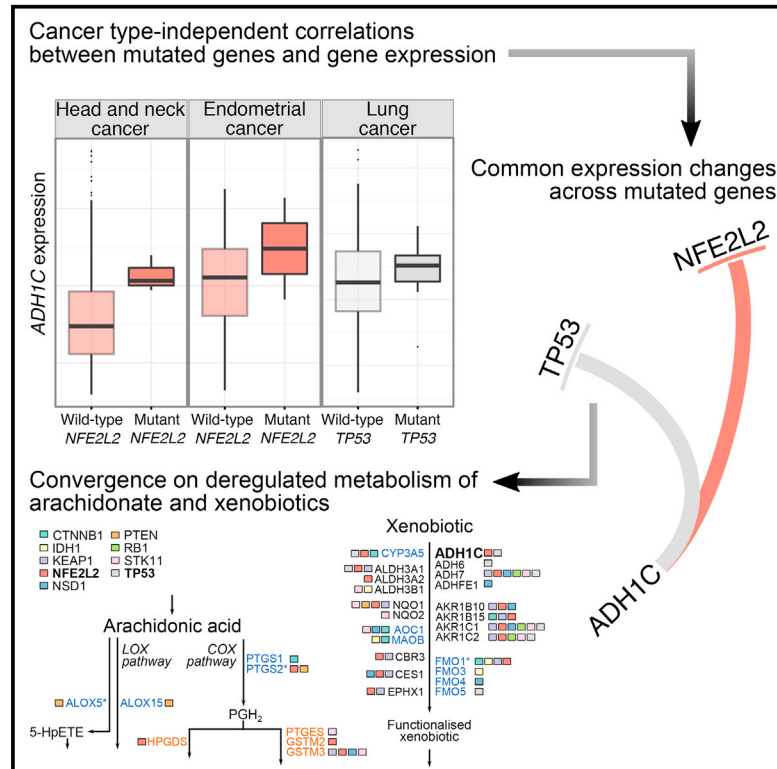 Cancer type-independent correlations
between mutated genes and gene expression
Head and neck
cancer
Endometrial
cancer
Lung
cancer
ADH1C expression
Wild-type
NFE2L2
Mutant
NFE2L2
Wild-type
NFE2L2
Mutant
NFE2L2
Wild-type
TP53
Mutant
TP53
Common expression changes
across mutated genes
NFE2L2
TP53
ADH1C
Convergence on deregulated metabolism of
arachidonate and xenobiotics
CTNNB1
IDH1
KEAP1
NFE2L2
NSD1
PTEN
RB1
STK11
TP53
Arachidonic acid
LOX
pathway
COX
pathway
PTGS1
PTGS2*
ALOX5*
ALOX15
5-HpETE
PGH2
HPGDS
PTGES
GSTM2
GSTM3
Xenobiotic
CYP3A5
ALDH3A1
ALDH3A2
ALDH3B1
NQO1
NQO2
AOC1
MAOB
CBR3
CES1
EPHX1
ADH1C
ADH6
ADH7
ADHFE1
AKR1B10
AKR1B15
AKR1C1
AKR1C2
FMO1*
FMO3
FMO4
FMO5
Functionalised
xenobiotic